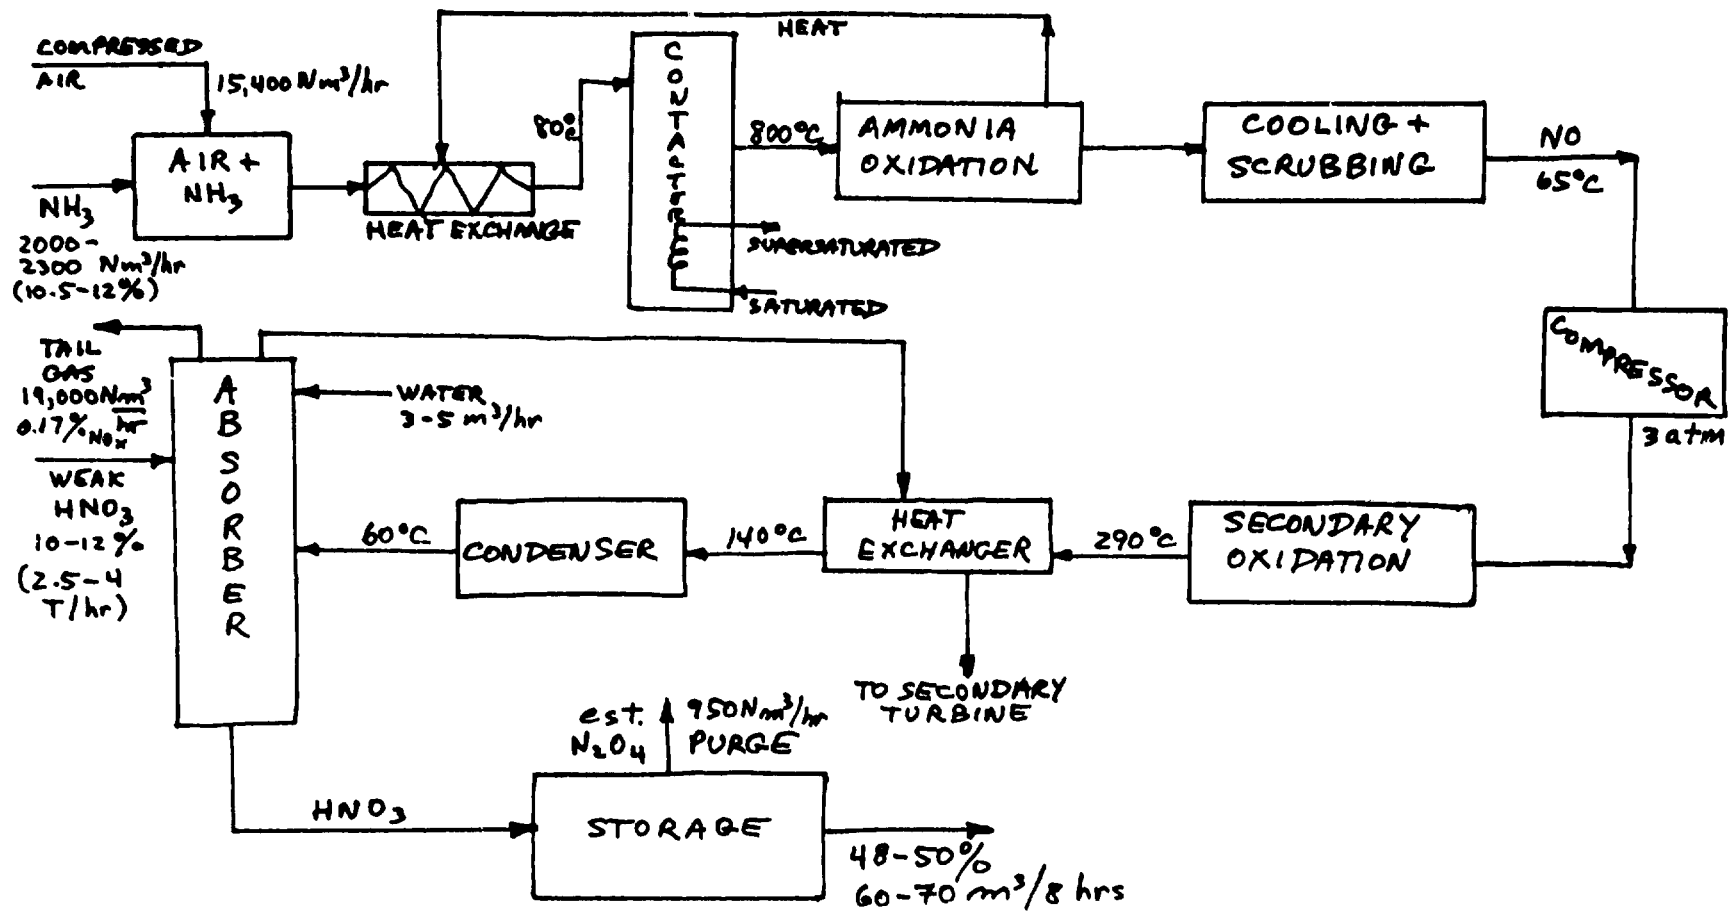 HEAT
COMPRESSED
AIR
15,400 Nm³/hr
AIR +
NH₃
NH₃
2000-
2300 Nm³/hr
(10.5-12%)
HEAT EXCHANGE
80°C
800°C
AMMONIA
OXIDATION
SUPERSATURATED
SATURATED
COOLING +
SCRUBBING
NO
65°C
COMPRESSOR
3 atm
SECONDARY
OXIDATION
290°C
HEAT
EXCHANGER
TO SECONDARY
TURBINE
140°C
CONDENSER
60°C
ABSORBER
WATER
3-5 m³/hr
TAIL
GAS
19,000 Nm³
hr
0.17% NOx
WEAK
HNO₃
10-12%
(2.5-4
T/hr)
HNO₃
STORAGE
est.
N₂O₄
950 Nm³/hr
PURGE
48-50%
60-70 m³/8 hrs